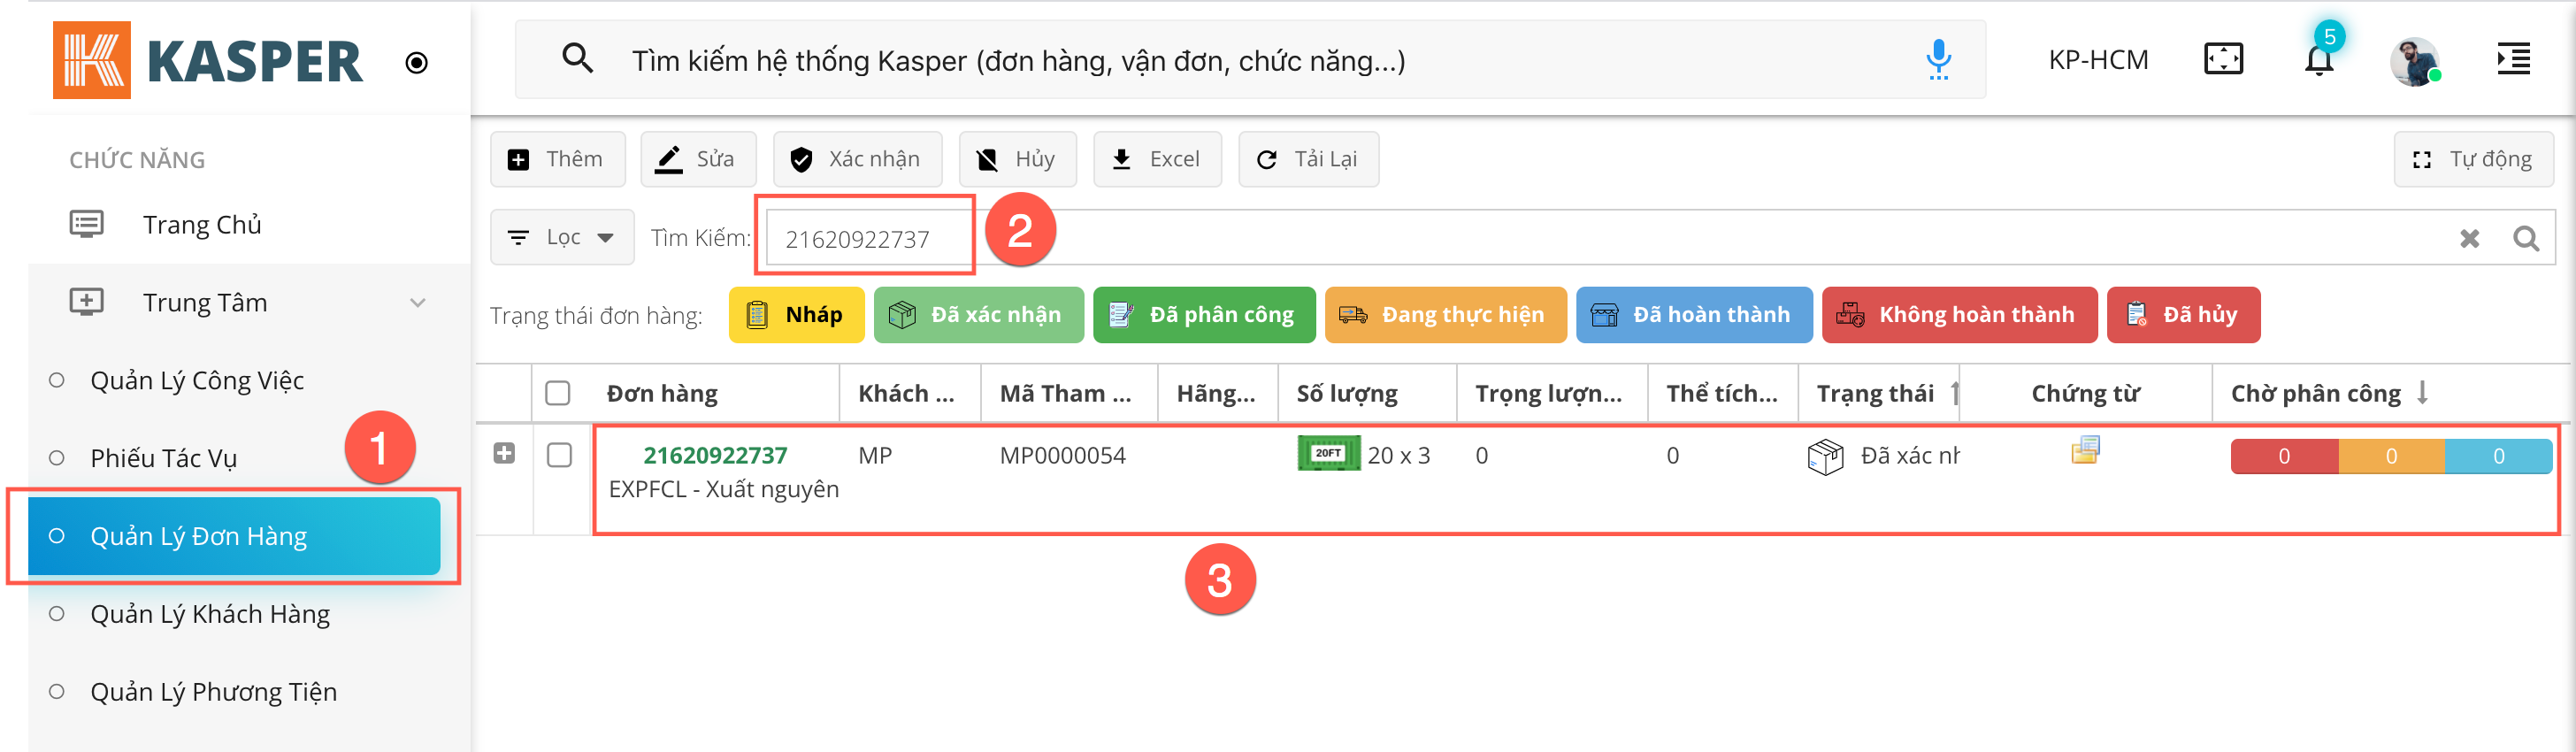 KASPER
Tìm kiếm hệ thống Kasper (đơn hàng, vận đơn, chức năng...)
KP-HCM
5
CHỨC NĂNG
Trang Chủ
Trung Tâm
Quản Lý Công Việc
Phiếu Tác Vụ
1
Quản Lý Đơn Hàng
Quản Lý Khách Hàng
Quản Lý Phương Tiện
Thêm
Sửa
Xác nhận
Hủy
Excel
Tải Lại
Tự động
Lọc
Tìm Kiếm:
21620922737
2
Trạng thái đơn hàng:
Nháp
Đã xác nhận
Đã phân công
Đang thực hiện
Đã hoàn thành
Không hoàn thành
Đã hủy
Đơn hàng
Khách ...
Mã Tham ...
Hãng...
Số lượng
Trọng lượn...
Thể tích...
Trạng thái
Chứng từ
Chờ phân công
21620922737
EXPFCL - Xuất nguyên
MP
MP0000054
20FT
20 x 3
0
0
Đã xác nh
0
0
0
3